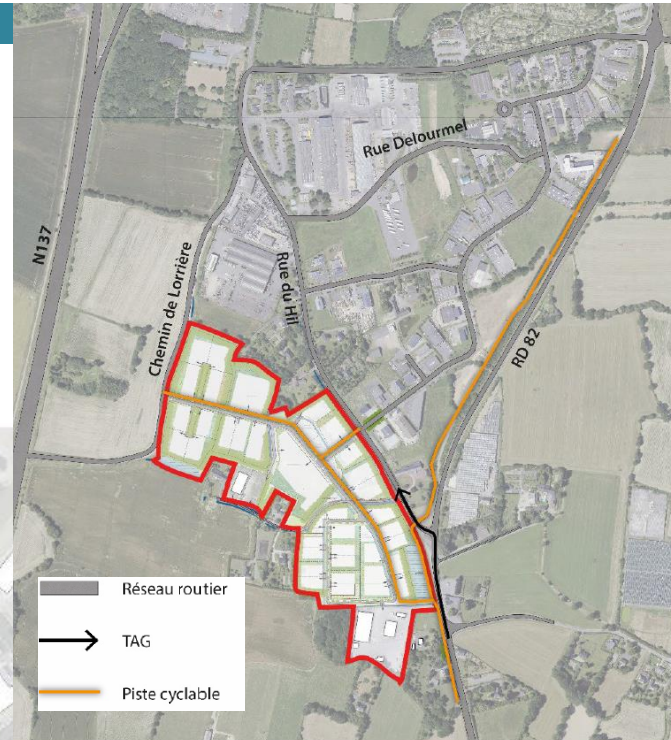 Rue Delourmel
N137
Chemin de Lorrière
Rue du Hil
RD 82
Réseau routier
TAG
Piste cyclable